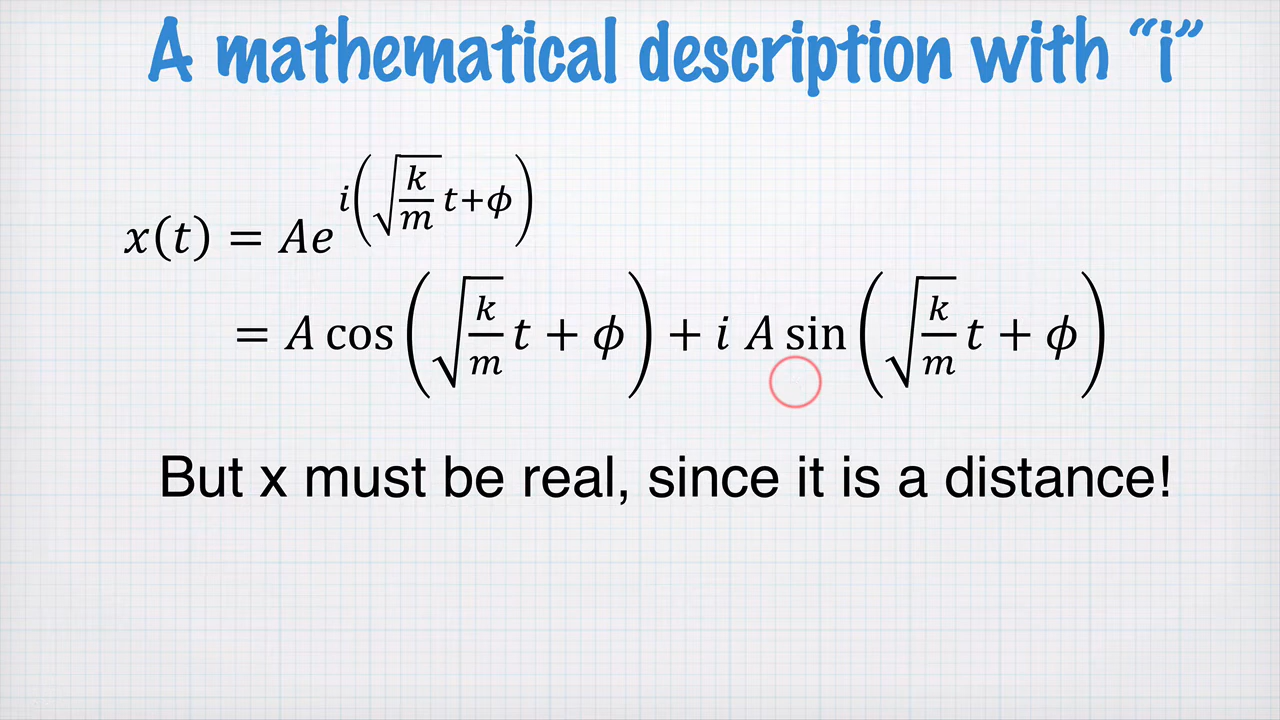 A mathematical description with “i”
x(t) = Ae^{i(√(k/m) t+ϕ)}
= A cos(√(k/m) t + ϕ) + i A sin(√(k/m) t + ϕ)
But x must be real, since it is a distance!